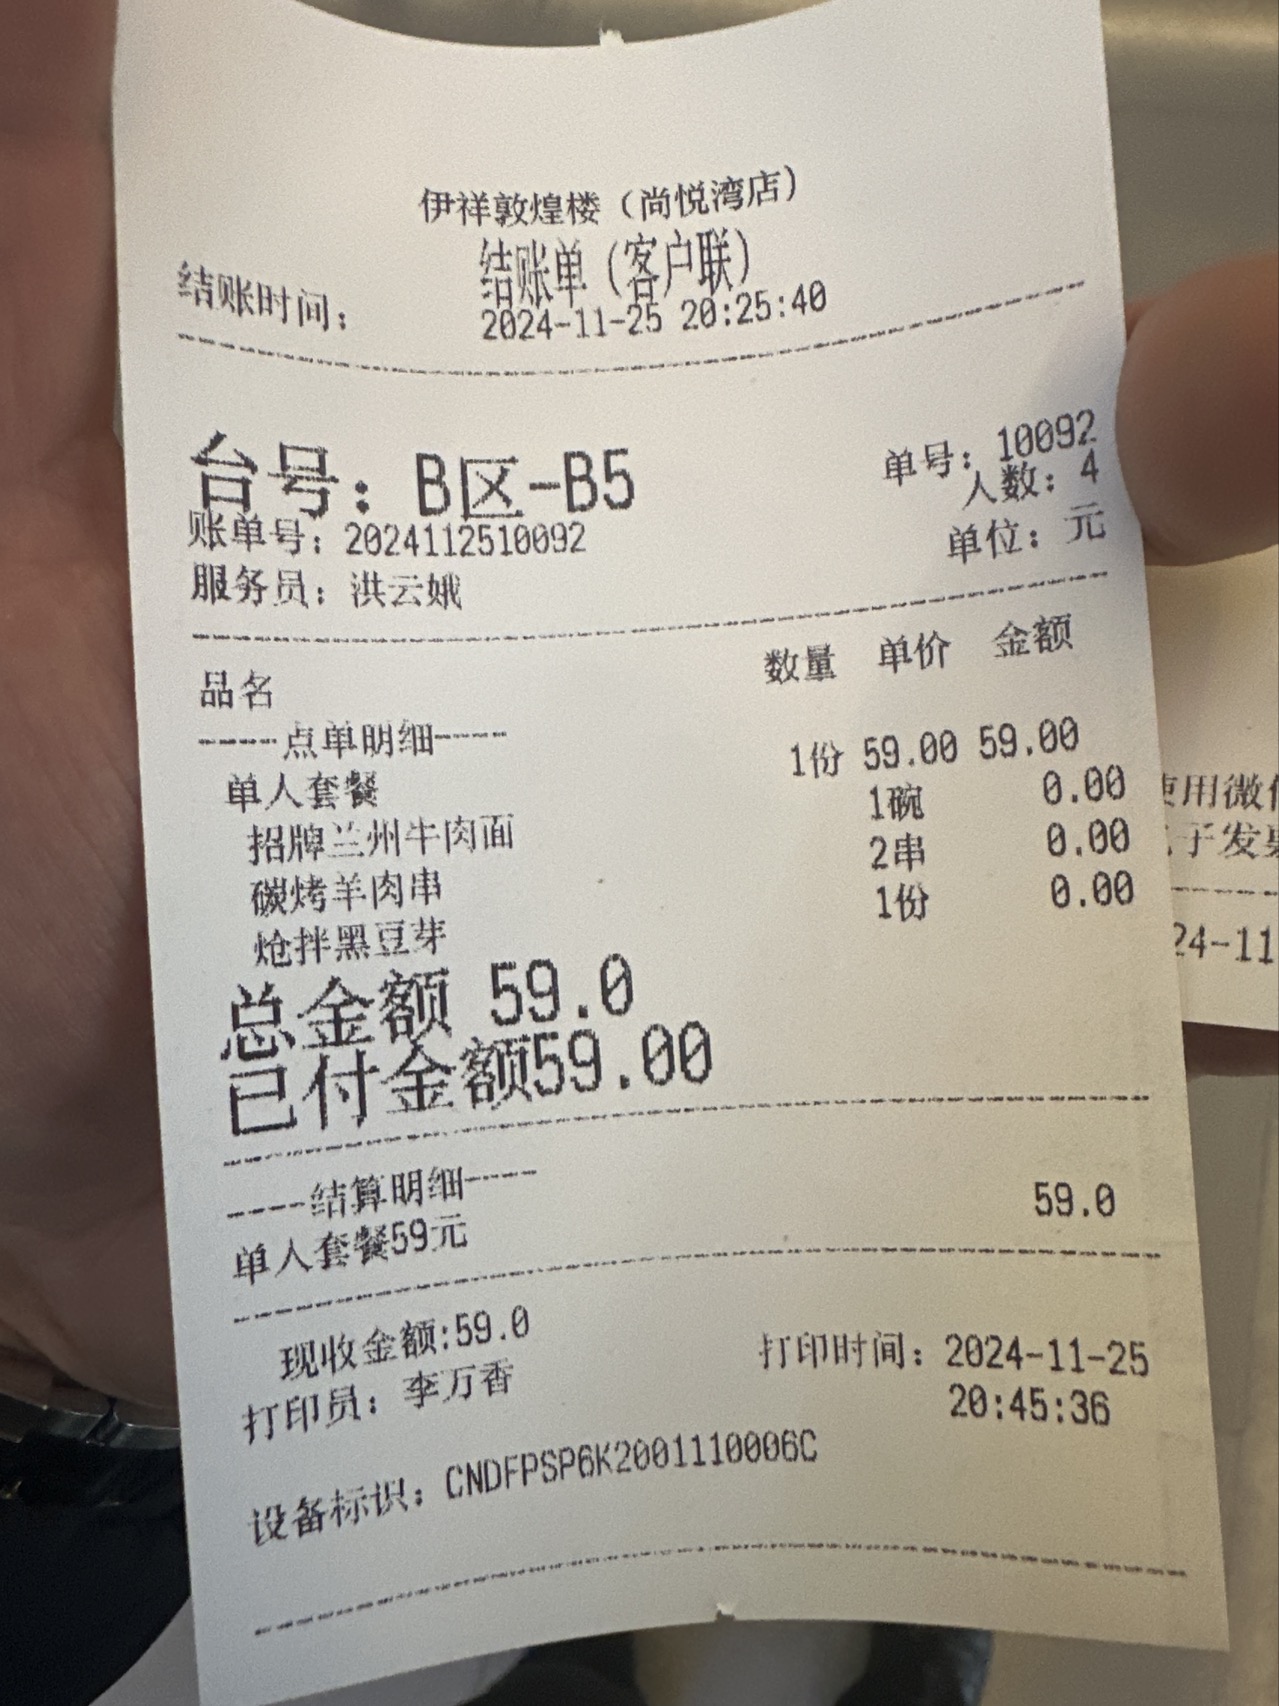 伊祥敦煌楼（尚悦湾店）
结账单（客户联）
结账时间： 2024-11-25 20:25:40
台号：B区-B5 单号：10092
人数：4
账单号：2024112510092 单位：元
服务员：洪云娥
品名 数量 单价 金额
----点单明细----
单人套餐 1份 59.00 59.00
招牌兰州牛肉面 1碗 0.00
碳烤羊肉串 2串 0.00
炝拌黑豆芽 1份 0.00
总金额 59.0
已付金额59.00
----结算明细----
单人套餐59元 59.0
现收金额:59.0
打印员：李万香 打印时间：2024-11-25
20:45:36
设备标识：CNDFPSP6K2001110006C
使用微
子发
24-11